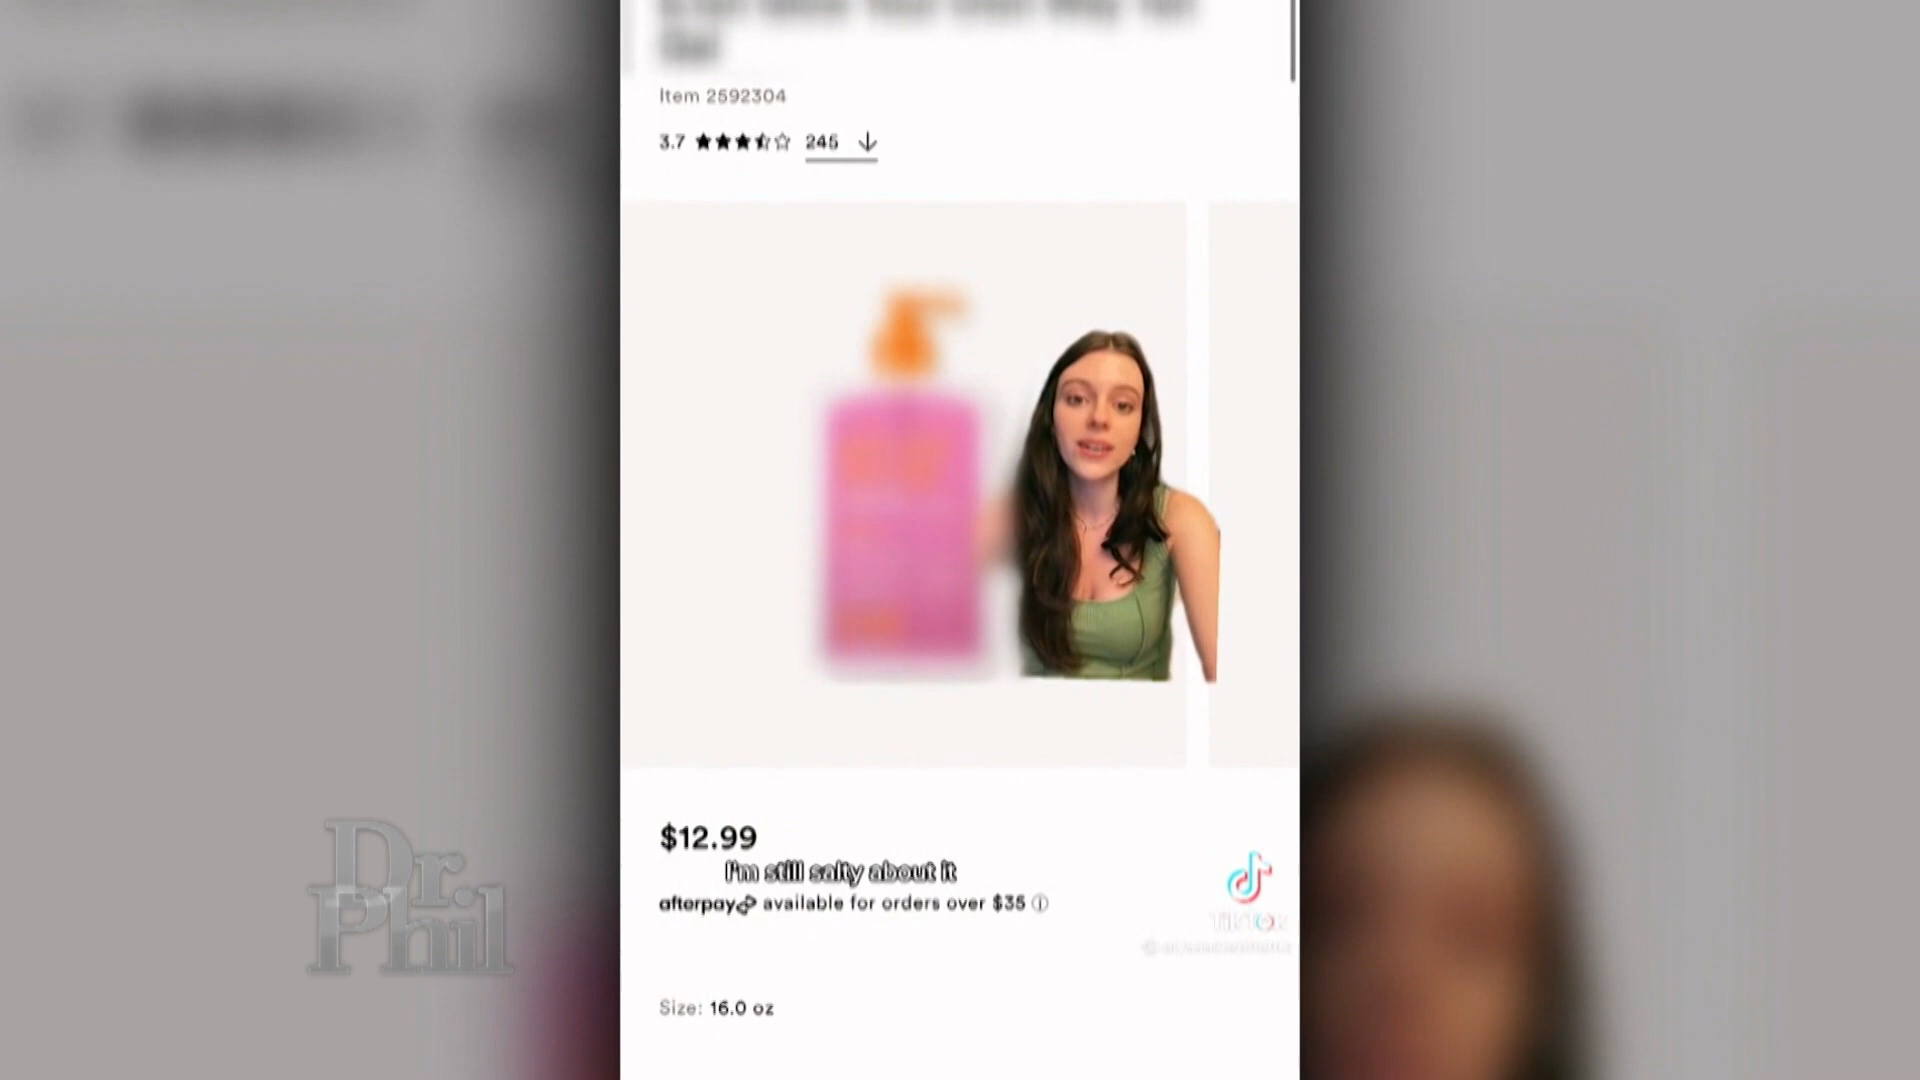 Item 2592304
3.7 245
$12.99
I'm still salty about it
afterpay available for orders over $35
Size: 16.0 oz
Dr.
Phil
TikTok